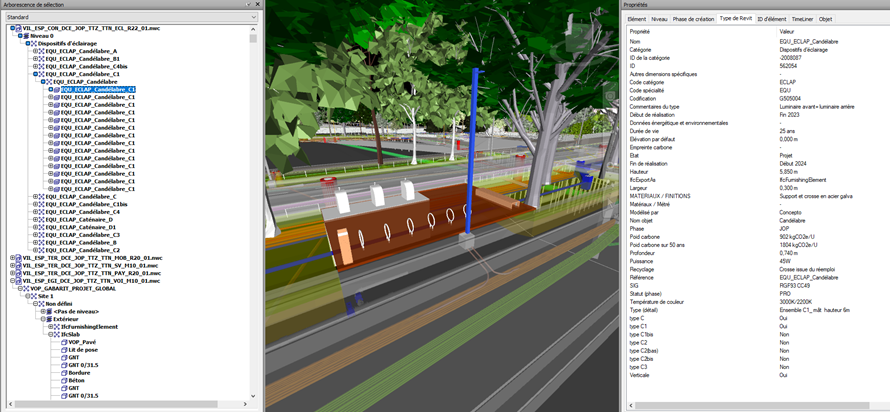 Arborescence de sélection
Standard
VIL_ESP_CON_DCE_JOP_TTZ_TTN_ECL_R22_01.nwc
Niveau 0
Dispositifs d'éclairage
EQU_ECLAP_Candélabre_A
EQU_ECLAP_Candélabre_B1
EQU_ECLAP_Candélabre_C1bis
EQU_ECLAP_Candélabre_C1
EQU_ECLAP_Candélabre
EQU_ECLAP_Candélabre_C1
EQU_ECLAP_Candélabre_C1
EQU_ECLAP_Candélabre_C1
EQU_ECLAP_Candélabre_C1
EQU_ECLAP_Candélabre_C1
EQU_ECLAP_Candélabre_C1
EQU_ECLAP_Candélabre_C1
EQU_ECLAP_Candélabre_C1
EQU_ECLAP_Candélabre_C1
EQU_ECLAP_Candélabre_C1
EQU_ECLAP_Candélabre_C1
EQU_ECLAP_Candélabre_C1
EQU_ECLAP_Candélabre_C1
EQU_ECLAP_Candélabre_C1
EQU_ECLAP_Candélabre_C
EQU_ECLAP_Candélabre_C1bis
EQU_ECLAP_Candélabre_C4
EQU_ECLAP_Caténaire_D
EQU_ECLAP_Caténaire_D1
EQU_ECLAP_Candélabre_C3
EQU_ECLAP_Candélabre_B
EQU_ECLAP_Candélabre_C2
VIL_ESP_TER_DCE_JOP_TTZ_TTN_MOB_R20_01.nwc
VIL_ESP_TER_DCE_JOP_TTZ_TTN_SV_M10_01.nwc
VIL_ESP_TER_DCE_JOP_TTZ_TTN_PAY_R20_01.nwc
VIL_ESP_EGI_DCE_JOP_TTZ_TTN_VOI_M10_01.nwc
VOP_GABARIT_PROJET_GLOBAL
Site 1
Non défini
<Pas de niveau>
Extérieur
IfcFurnishingElement
IfcSlab
VOP_Pavé
Lit de pose
GNT
GNT 0/31.5
Bordure
Béton
GNT
GNT 0/31.5
Propriétés
Elément Niveau Phase de création Type de Revit ID d'élément TimeLiner Objet
Propriété Valeur
Nom EQU_ECLAP_Candélabre_C1
Catégorie Dispositifs d'éclairage
ID de la catégorie -2008087
ID 562054
Autres dimensions spécifiques -
Code catégorie ECLAP
Code spécialité EQU
Codification G505004
Commentaires du type Luminaire avant+ luminaire arrière
Début de réalisation Fin 2023
Données énergétique et environnementales -
Durée de vie 25 ans
Elévation par défaut 0,000 m
Empreinte carbone -
Etat Projet
Fin de réalisation Début 2024
Hauteur 5,850 m
IfcExportAs IfcFurnishingElement
Largeur 0,300 m
MATERIAUX / FINITIONS Support et crosse en acier galva
Matériaux / Métré -
Modélisé par Concepto
Nom objet Candélabre
Phase JOP
Poid carbone 902 kgCO2e/U
Poid carbone sur 50 ans 1804 kgCO2e/U
Profondeur 0,740 m
Puissance 45W
Recyclage Crosse issue du réemploi
Référence EQU_ECLAP_Candélabre
SIG RGF93 CC49
Statut (phase) PRO
Température de couleur 3000K/2200K
Type (détail) Ensemble C1_ mât hauteur 6m
type C Oui
type C1 Oui
type C1bis Non
type C2 Non
type C2(bas) Non
type C2bis Non
type C3 Non
Verticale Oui